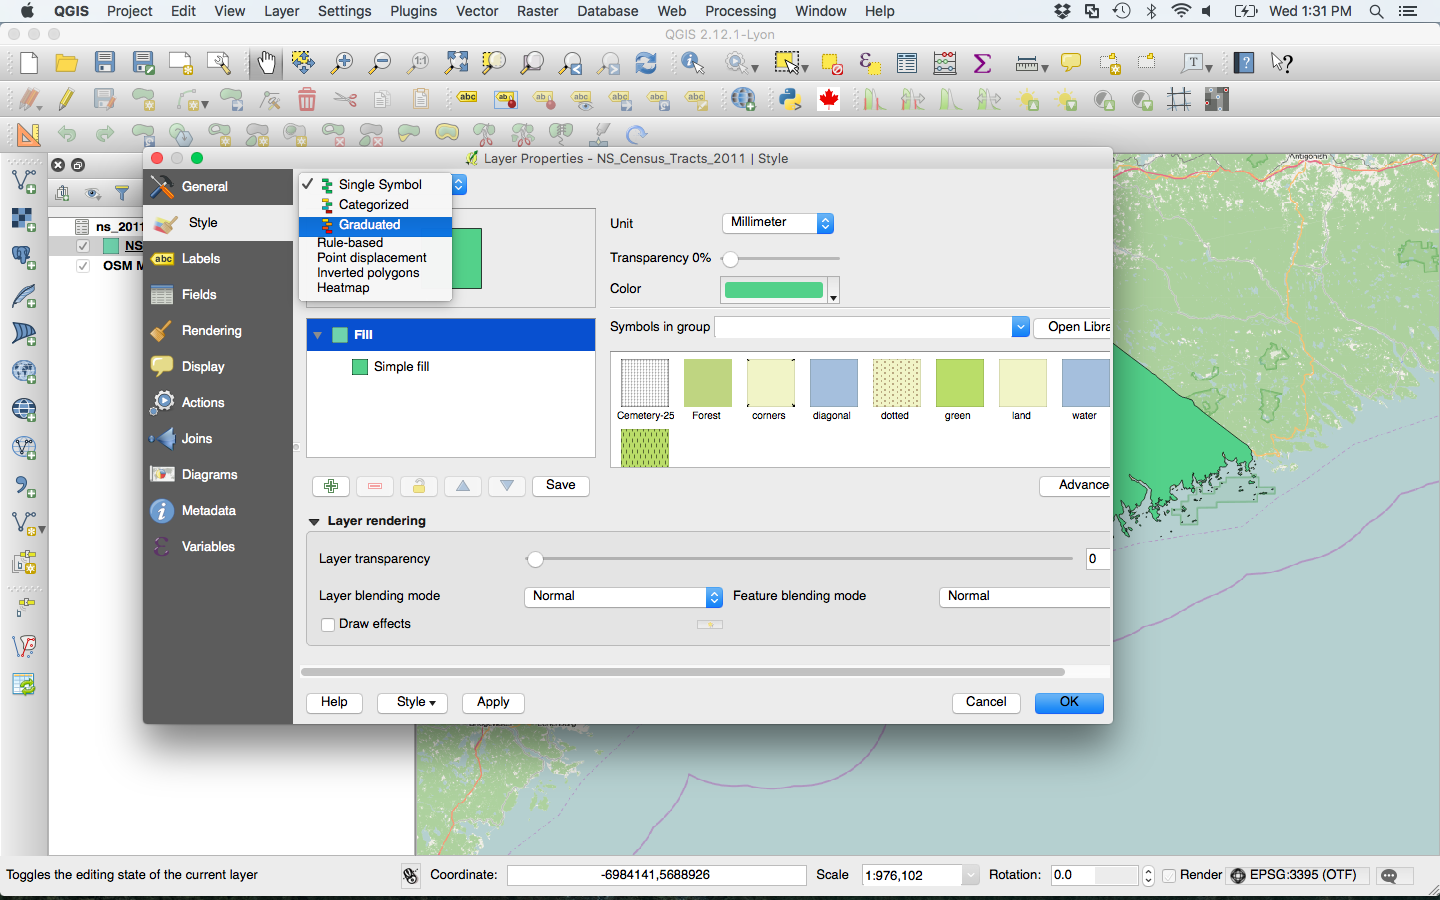 QGIS Project Edit View Layer Settings Plugins Vector Raster Database Web Processing Window Help Wed 1:31 PM
QGIS 2.12.1-Lyon
Layer Properties - NS_Census_Tracts_2011 | Style
ns_2011
NS
OSM M
General
Style
Labels
Fields
Rendering
Display
Actions
Joins
Diagrams
Metadata
Variables
Single Symbol
Categorized
Graduated
Rule-based
Point displacement
Inverted polygons
Heatmap
Unit Millimeter
Transparency 0%
Color
Symbols in group Open Libra
Fill
Simple fill
Cemetery-25 Forest corners diagonal dotted green land water
Save
Advance
Layer rendering
Layer transparency 0
Layer blending mode Normal Feature blending mode Normal
Draw effects
Help Style Apply Cancel OK
Antigonish
Toggles the editing state of the current layer Coordinate: -6984141,5688926 Scale 1:976,102 Rotation: 0.0 Render EPSG:3395 (OTF)